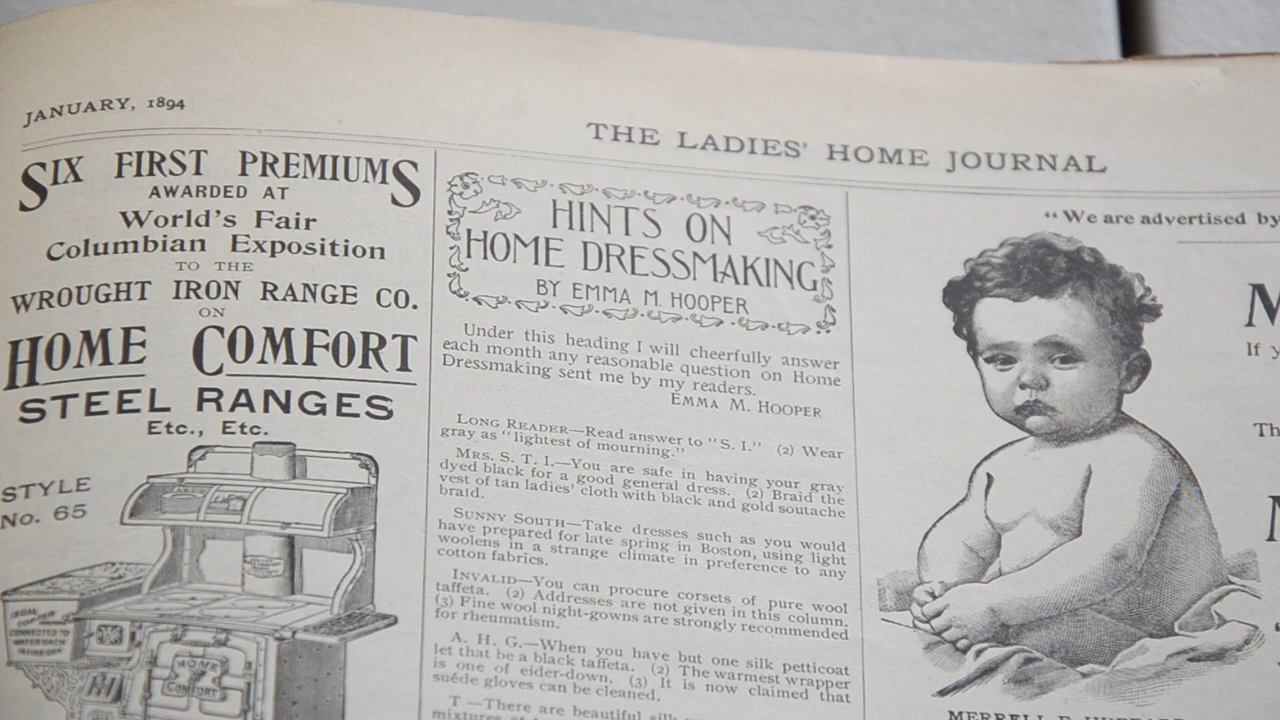 JANUARY, 1894
THE LADIES' HOME JOURNAL
SIX FIRST PREMIUMS
AWARDED AT
World's Fair
Columbian Exposition
TO THE
WROUGHT IRON RANGE CO.
ON
HOME COMFORT
STEEL RANGES
Etc., Etc.
STYLE
No. 65
HOME
COMFORT
HINTS ON
HOME DRESSMAKING
BY EMMA M. HOOPER
Under this heading I will cheerfully answer
each month any reasonable question on Home
Dressmaking sent me by my readers.
EMMA M. HOOPER
LONG READER—Read answer to "S. I." (2) Wear
gray as "lightest of mourning."
MRS. S. T. I.—You are safe in having your gray
dyed black for a good general dress. (2) Braid the
vest of tan ladies' cloth with black and gold soutache
braid.
SUNNY SOUTH—Take dresses such as you would
have prepared for late spring in Boston, using light
woolens in a strange climate in preference to any
cotton fabrics.
INVALID—You can procure corsets of pure wool
taffeta. (2) Addresses are not given in this column.
(3) Fine wool night-gowns are strongly recommended
for rheumatism.
A. H. G.—When you have but one silk petticoat
let that be a black taffeta. (2) The warmest wrapper
is one of eider-down. (3) It is now claimed that
suéde gloves can be cleaned.
T.—There are beautiful silk
mixtures
"We are advertised by
M
If y
Th
M
MERRELL